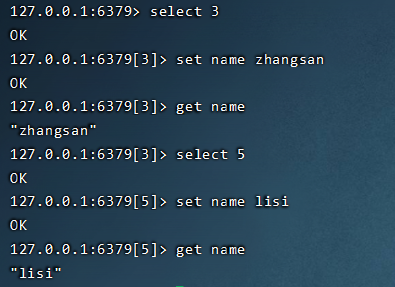 127.0.0.1:6379> select 3
OK
127.0.0.1:6379[3]> set name zhangsan
OK
127.0.0.1:6379[3]> get name
"zhangsan"
127.0.0.1:6379[3]> select 5
OK
127.0.0.1:6379[5]> set name lisi
OK
127.0.0.1:6379[5]> get name
"lisi"